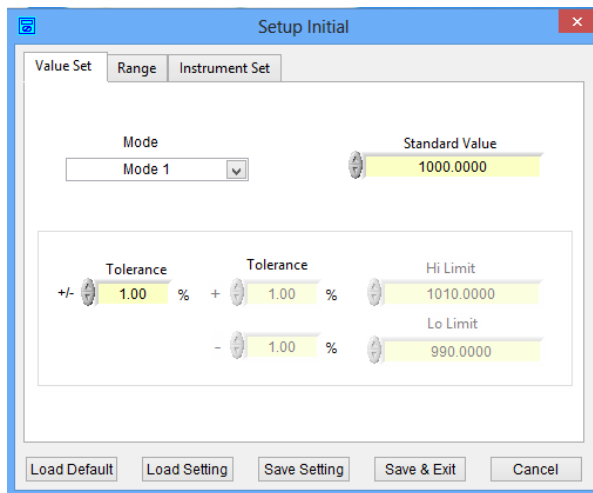 Setup Initial
Value Set Range Instrument Set
Mode
Mode 1
Standard Value
1000.0000
Tolerance
+/- 1.00 %
Tolerance
+ 1.00 %
- 1.00 %
Hi Limit
1010.0000
Lo Limit
990.0000
Load Default Load Setting Save Setting Save & Exit Cancel